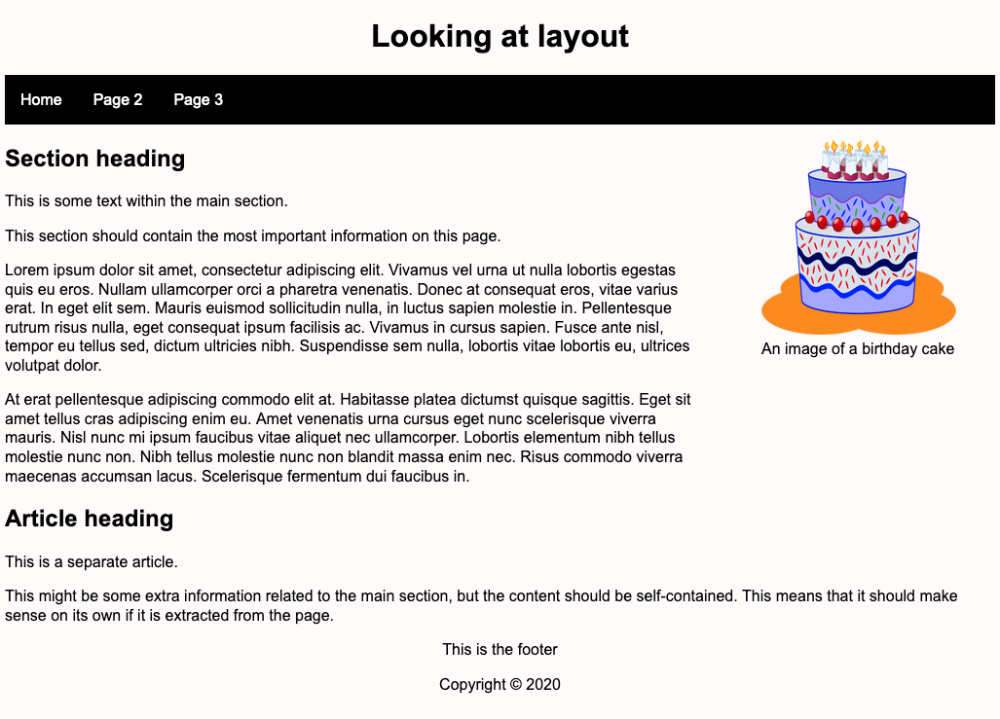 Looking at layout
Home Page 2 Page 3
Section heading
This is some text within the main section.
This section should contain the most important information on this page.
Lorem ipsum dolor sit amet, consectetur adipiscing elit. Vivamus vel urna ut nulla lobortis egestas
quis eu eros. Nullam ullamcorper orci a pharetra venenatis. Donec at consequat eros, vitae varius
erat. In eget elit sem. Mauris euismod sollicitudin nulla, in luctus sapien molestie in. Pellentesque
rutrum risus nulla, eget consequat ipsum facilisis ac. Vivamus in cursus sapien. Fusce ante nisl,
tempor eu tellus sed, dictum ultricies nibh. Suspendisse sem nulla, lobortis vitae lobortis eu, ultrices
volutpat dolor.
At erat pellentesque adipiscing commodo elit at. Habitasse platea dictumst quisque sagittis. Eget sit
amet tellus cras adipiscing enim eu. Amet venenatis urna cursus eget nunc scelerisque viverra
mauris. Nisl nunc mi ipsum faucibus vitae aliquet nec ullamcorper. Lobortis elementum nibh tellus
molestie nunc non. Nibh tellus molestie nunc non blandit massa enim nec. Risus commodo viverra
maecenas accumsan lacus. Scelerisque fermentum dui faucibus in.
An image of a birthday cake
Article heading
This is a separate article.
This might be some extra information related to the main section, but the content should be self-contained. This means that it should make
sense on its own if it is extracted from the page.
This is the footer
Copyright © 2020